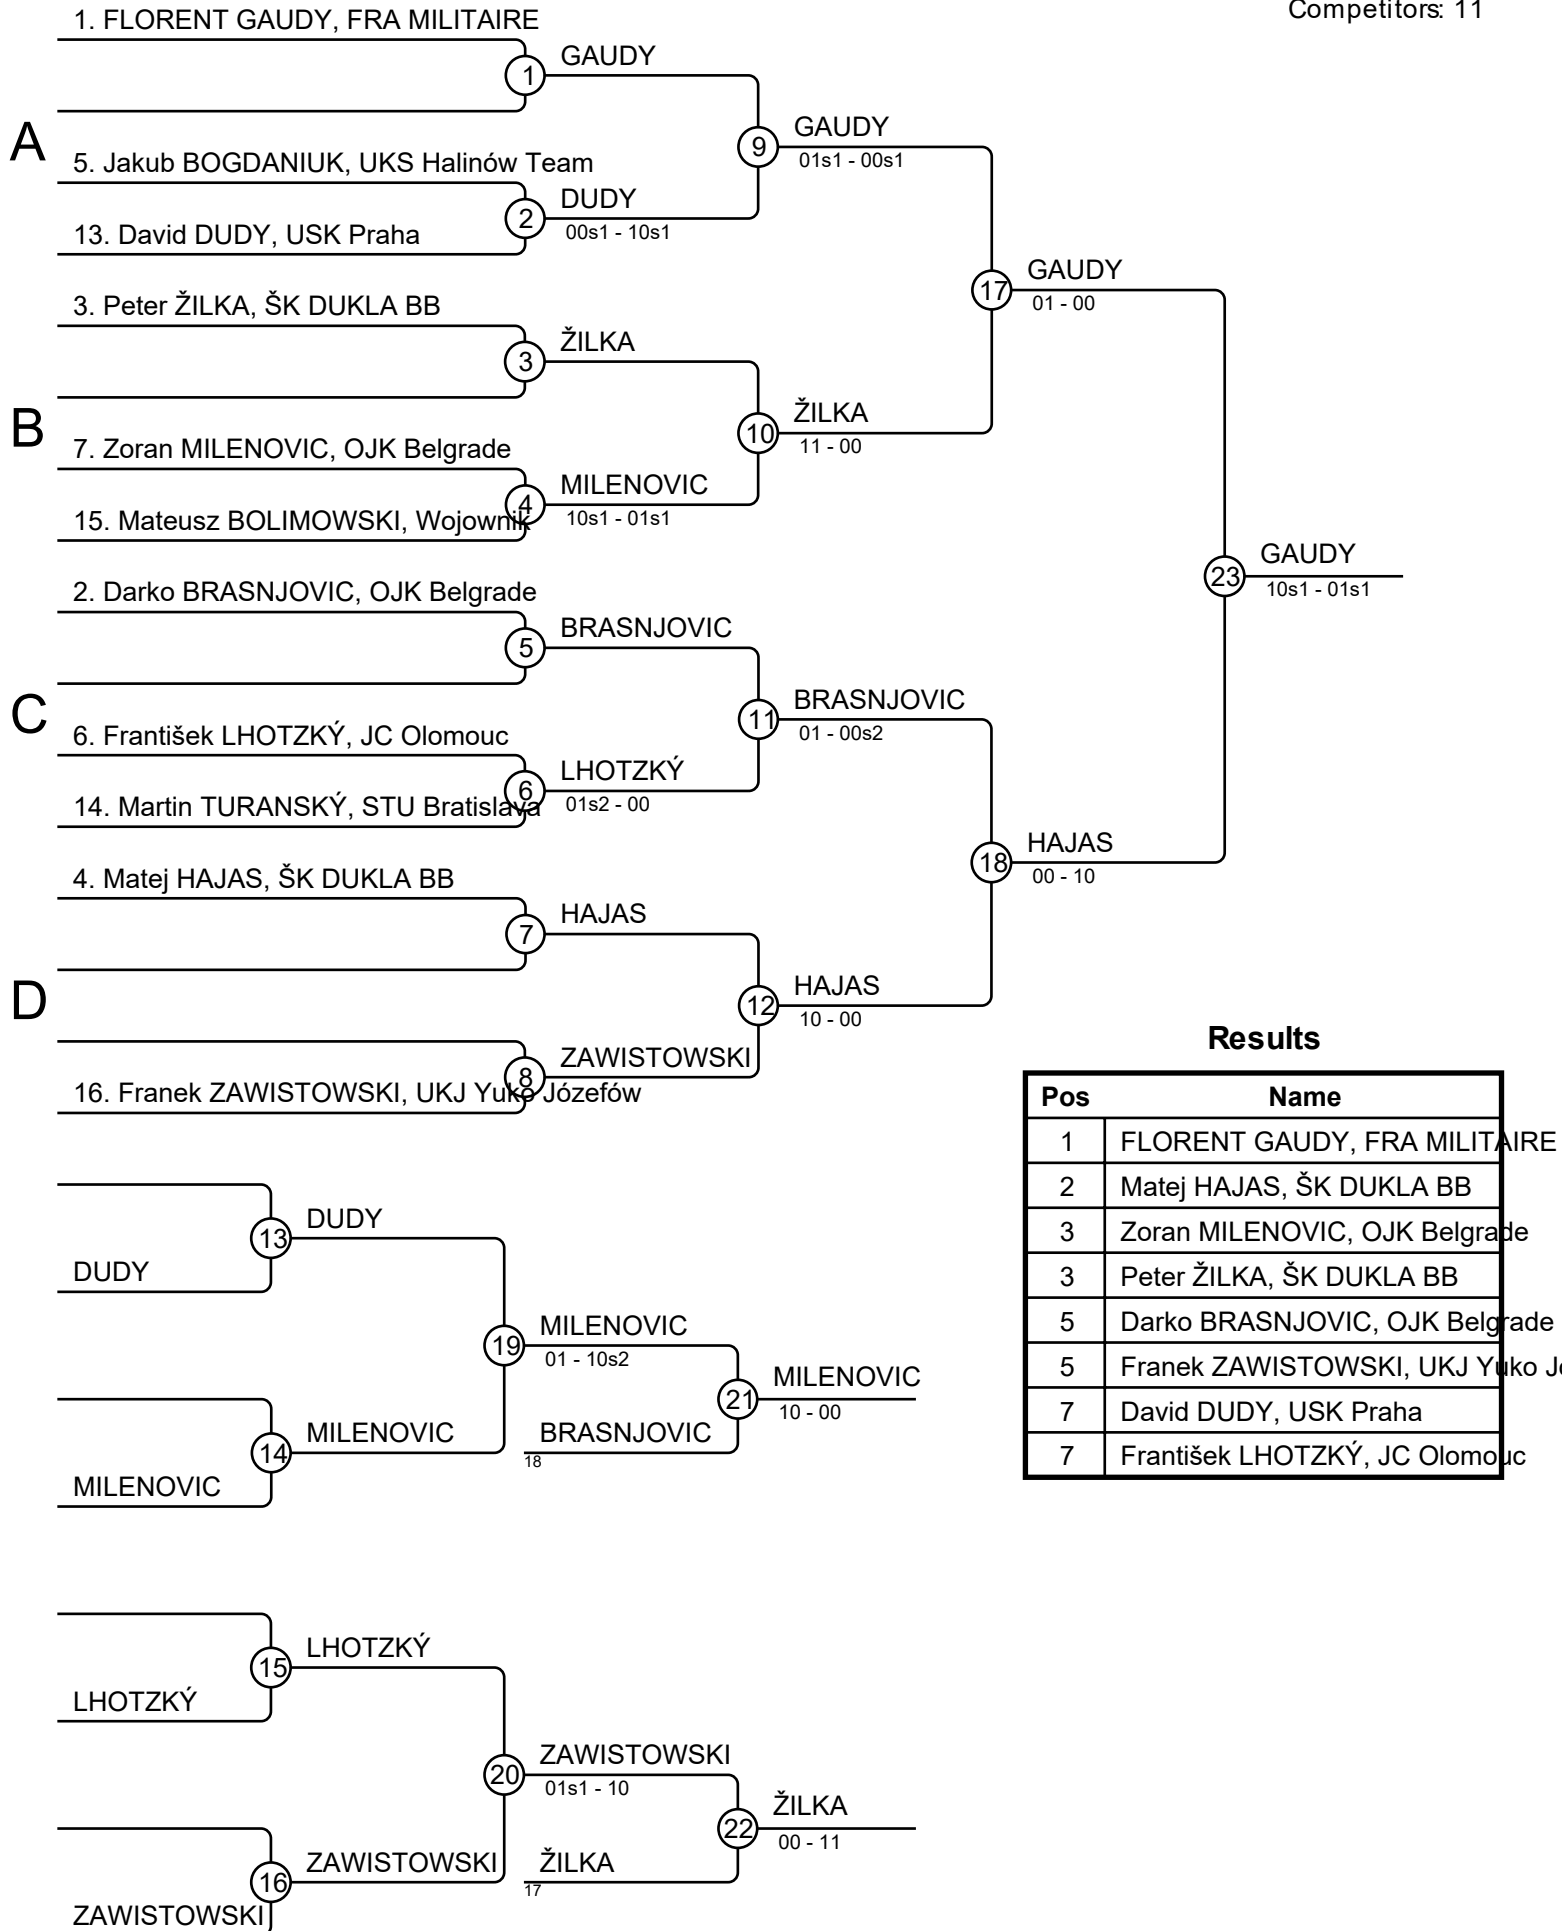 Competitors: 11
1. FLORENT GAUDY, FRA MILITAIRE
1
GAUDY
A
9
GAUDY
01s1 - 00s1
5. Jakub BOGDANIUK, UKS Halinów Team
2
DUDY
00s1 - 10s1
13. David DUDY, USK Praha
17
GAUDY
01 - 00
3. Peter ŽILKA, ŠK DUKLA BB
3
ŽILKA
B
10
ŽILKA
11 - 00
7. Zoran MILENOVIC, OJK Belgrade
4
MILENOVIC
10s1 - 01s1
15. Mateusz BOLIMOWSKI, Wojownik
23
GAUDY
10s1 - 01s1
2. Darko BRASNJOVIC, OJK Belgrade
5
BRASNJOVIC
C
11
BRASNJOVIC
01 - 00s2
6. František LHOTZKÝ, JC Olomouc
6
LHOTZKÝ
01s2 - 00
14. Martin TURANSKÝ, STU Bratislava
18
HAJAS
00 - 10
4. Matej HAJAS, ŠK DUKLA BB
7
HAJAS
D
12
HAJAS
10 - 00
8
ZAWISTOWSKI
16. Franek ZAWISTOWSKI, UKJ Yuko Józefów
Results
Pos Name
1 FLORENT GAUDY, FRA MILITAIRE
2 Matej HAJAS, ŠK DUKLA BB
3 Zoran MILENOVIC, OJK Belgrade
3 Peter ŽILKA, ŠK DUKLA BB
5 Darko BRASNJOVIC, OJK Belgrade
5 Franek ZAWISTOWSKI, UKJ Yuko
7 David DUDY, USK Praha
7 František LHOTZKÝ, JC Olomouc
13
DUDY
DUDY
19
MILENOVIC
01 - 10s2
21
MILENOVIC
10 - 00
14
MILENOVIC
BRASNJOVIC
18
MILENOVIC
15
LHOTZKÝ
LHOTZKÝ
20
ZAWISTOWSKI
01s1 - 10
22
ŽILKA
00 - 11
16
ZAWISTOWSKI
ŽILKA
17
ZAWISTOWSKI